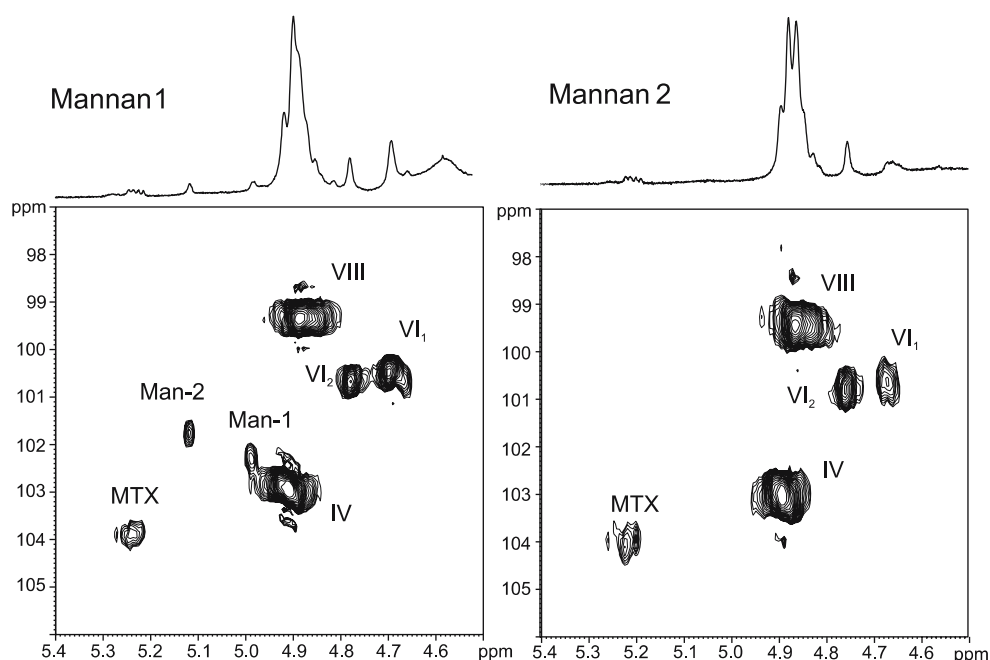 Mannan 1
Mannan 2
ppm
98
99
100
101
102
103
104
105
VIII
VI₁
VI₂
Man-2
Man-1
MTX
IV
5.4 5.3 5.2 5.1 5.0 4.9 4.8 4.7 4.6 ppm
ppm
98
99
100
101
102
103
104
105
VIII
VI₁
VI₂
IV
MTX
5.4 5.3 5.2 5.1 5.0 4.9 4.8 4.7 4.6 ppm